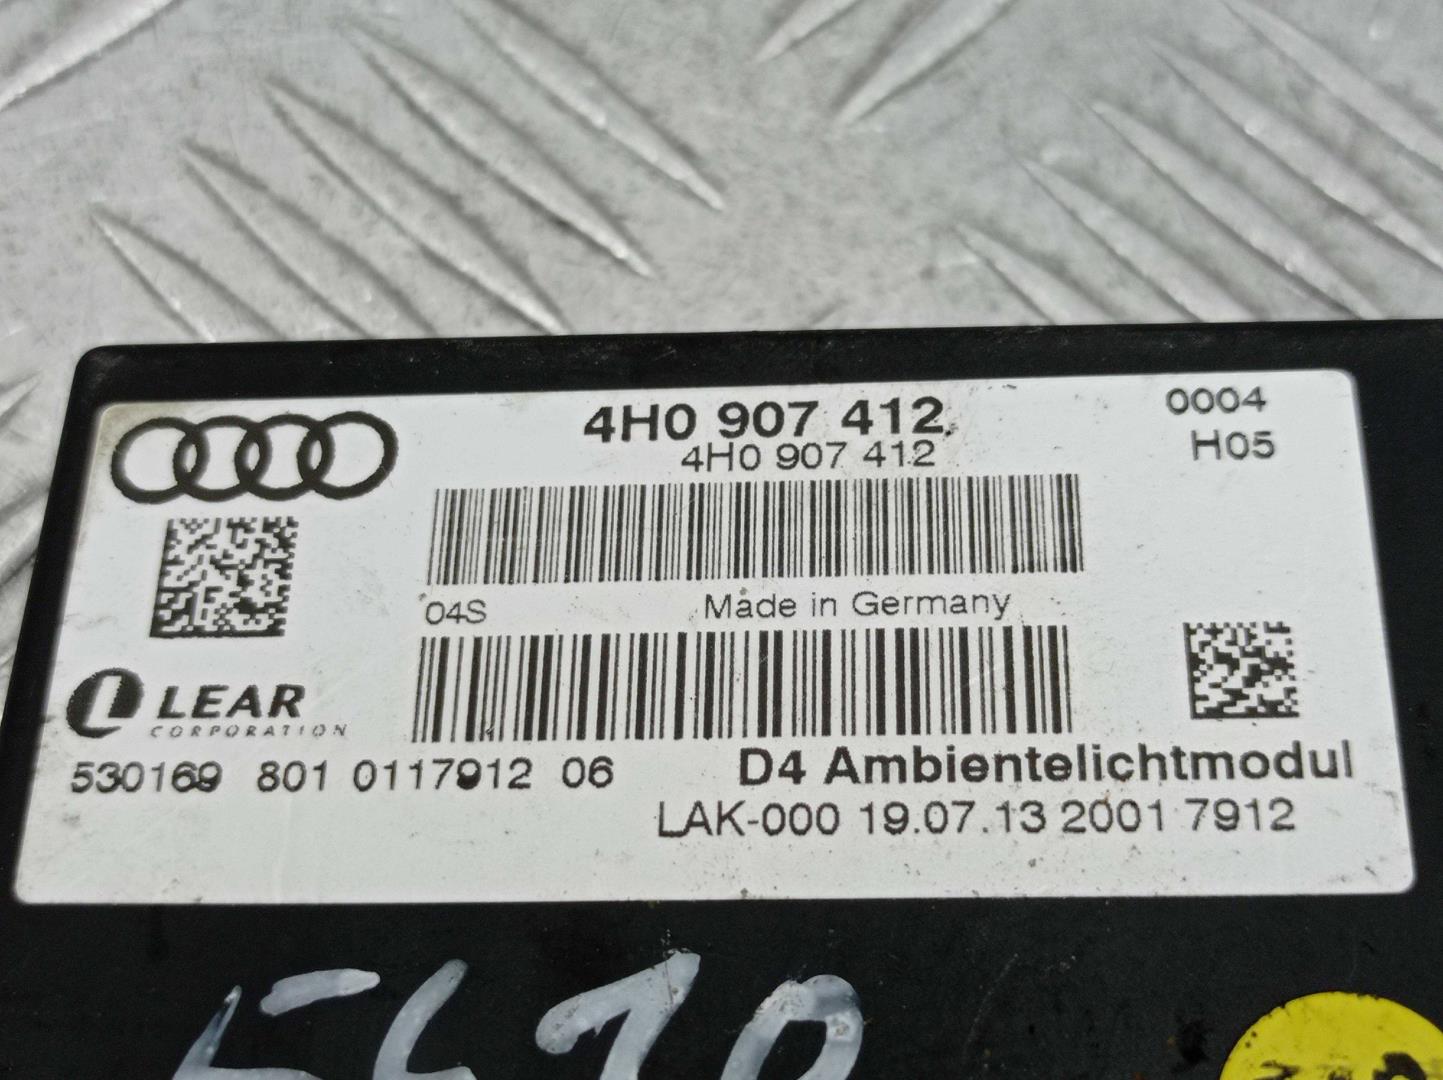 4H0 907 412
4H0 907 412
0004
H05
04S
Made in Germany
LEAR
CORPORATION
530169 801 0117912 06
D4 Ambientelichtmodul
LAK-000 19.07.13 2001 7912